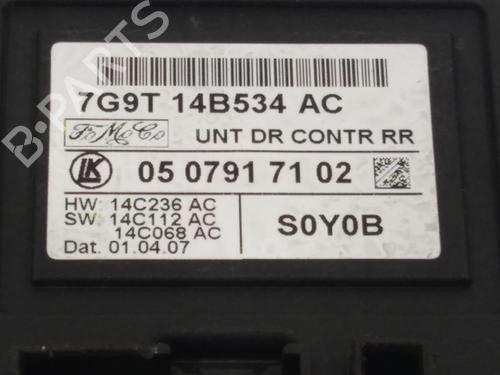 7G9T 14B534 AC
FoMoCo UNT DR CONTR RR
LK 05 0791 71 02
HW: 14C236 AC
SW: 14C112 AC
14C068 AC
Dat. 01.04.07
S0Y0B
B-PARTS